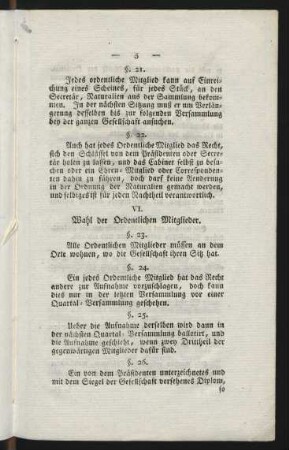 — 8 —
§. 21.
Jedes ordentliche Mitglied kann auf Einrei-
chung eines Scheines, für jedes Stück, an den
Secretär, Naturalien aus der Sammlung bekom-
men. In der nächsten Sitzung muß er um Verlän-
gerung desselben bis zur folgenden Versammlung
bey der ganzen Gesellschaft ansuchen.
§. 22.
Auch hat jedes Ordentliche Mitglied das Recht,
sich den Schlüssel von dem Präsidenten oder Secre-
tär holen zu lassen, und das Cabinet selbst zu besu-
chen oder ein Ehren- Mitglied oder Corresponden-
ten dahin zu führen, doch darf keine Aenderung
in der Ordnung der Naturalien gemacht werden,
und selbiges ist für jeden Nachtheil verantwortlich.
VI.
Wahl der Ordentlichen Mitglieder.
§. 23.
Alle Ordentlichen Mitglieder müssen an dem
Orte wohnen, wo die Gesellschaft ihren Sitz hat.
§. 24.
Ein jedes Ordentliche Mitglied hat das Recht
andere zur Aufnahme vorzuschlagen, doch kann
dies nur in der letzten Versammlung vor einer
Quartal- Versammlung geschehen.
§. 25.
Ueber die Aufnahme derselben wird dann in
der nächsten Quartal- Versammlung balletirt, und
die Aufnahme geschieht, wenn zwey Drittheil der
gegenwärtigen Mitglieder dafür sind.
§. 26.
Ein von dem Präsidenten unterzeichnetes und
mit dem Siegel der Gesellschaft versehenes Diplom,
so